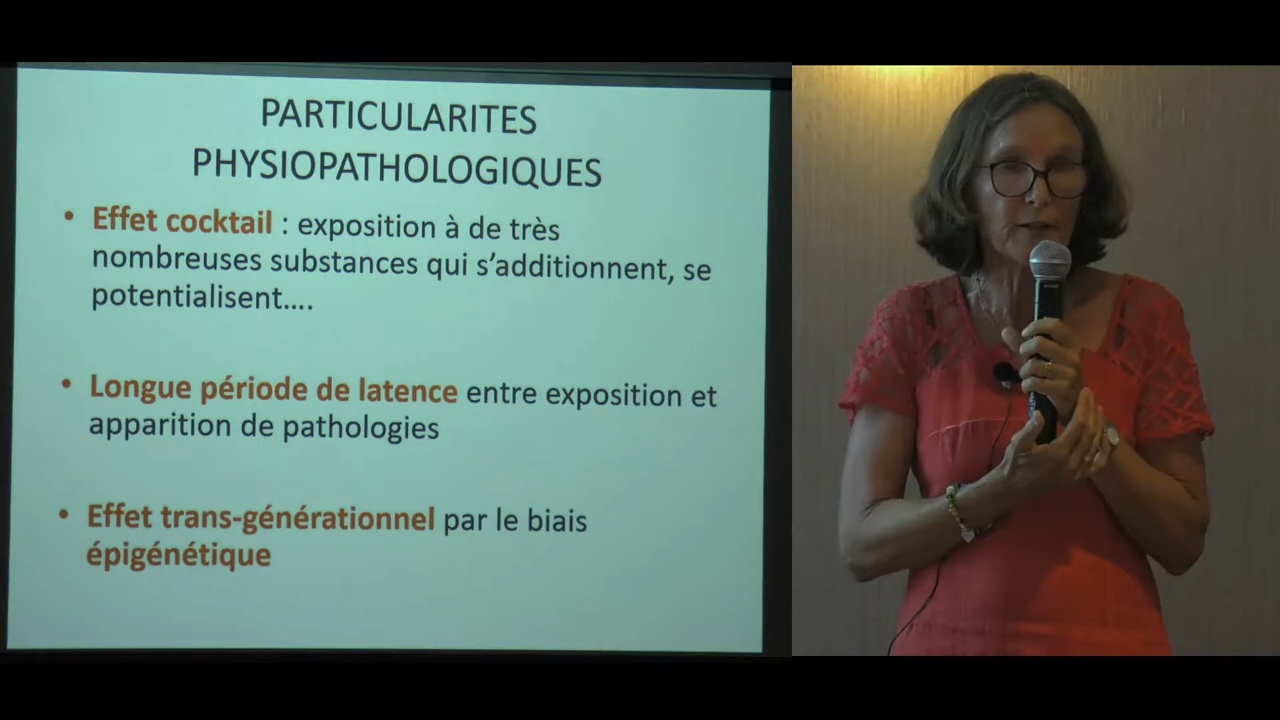 PARTICULARITES
PHYSIOPATHOLOGIQUES
• Effet cocktail : exposition à de très
nombreuses substances qui s’additionnent, se
potentialisent....
• Longue période de latence entre exposition et
apparition de pathologies
• Effet trans-générationnel par le biais
épigénétique